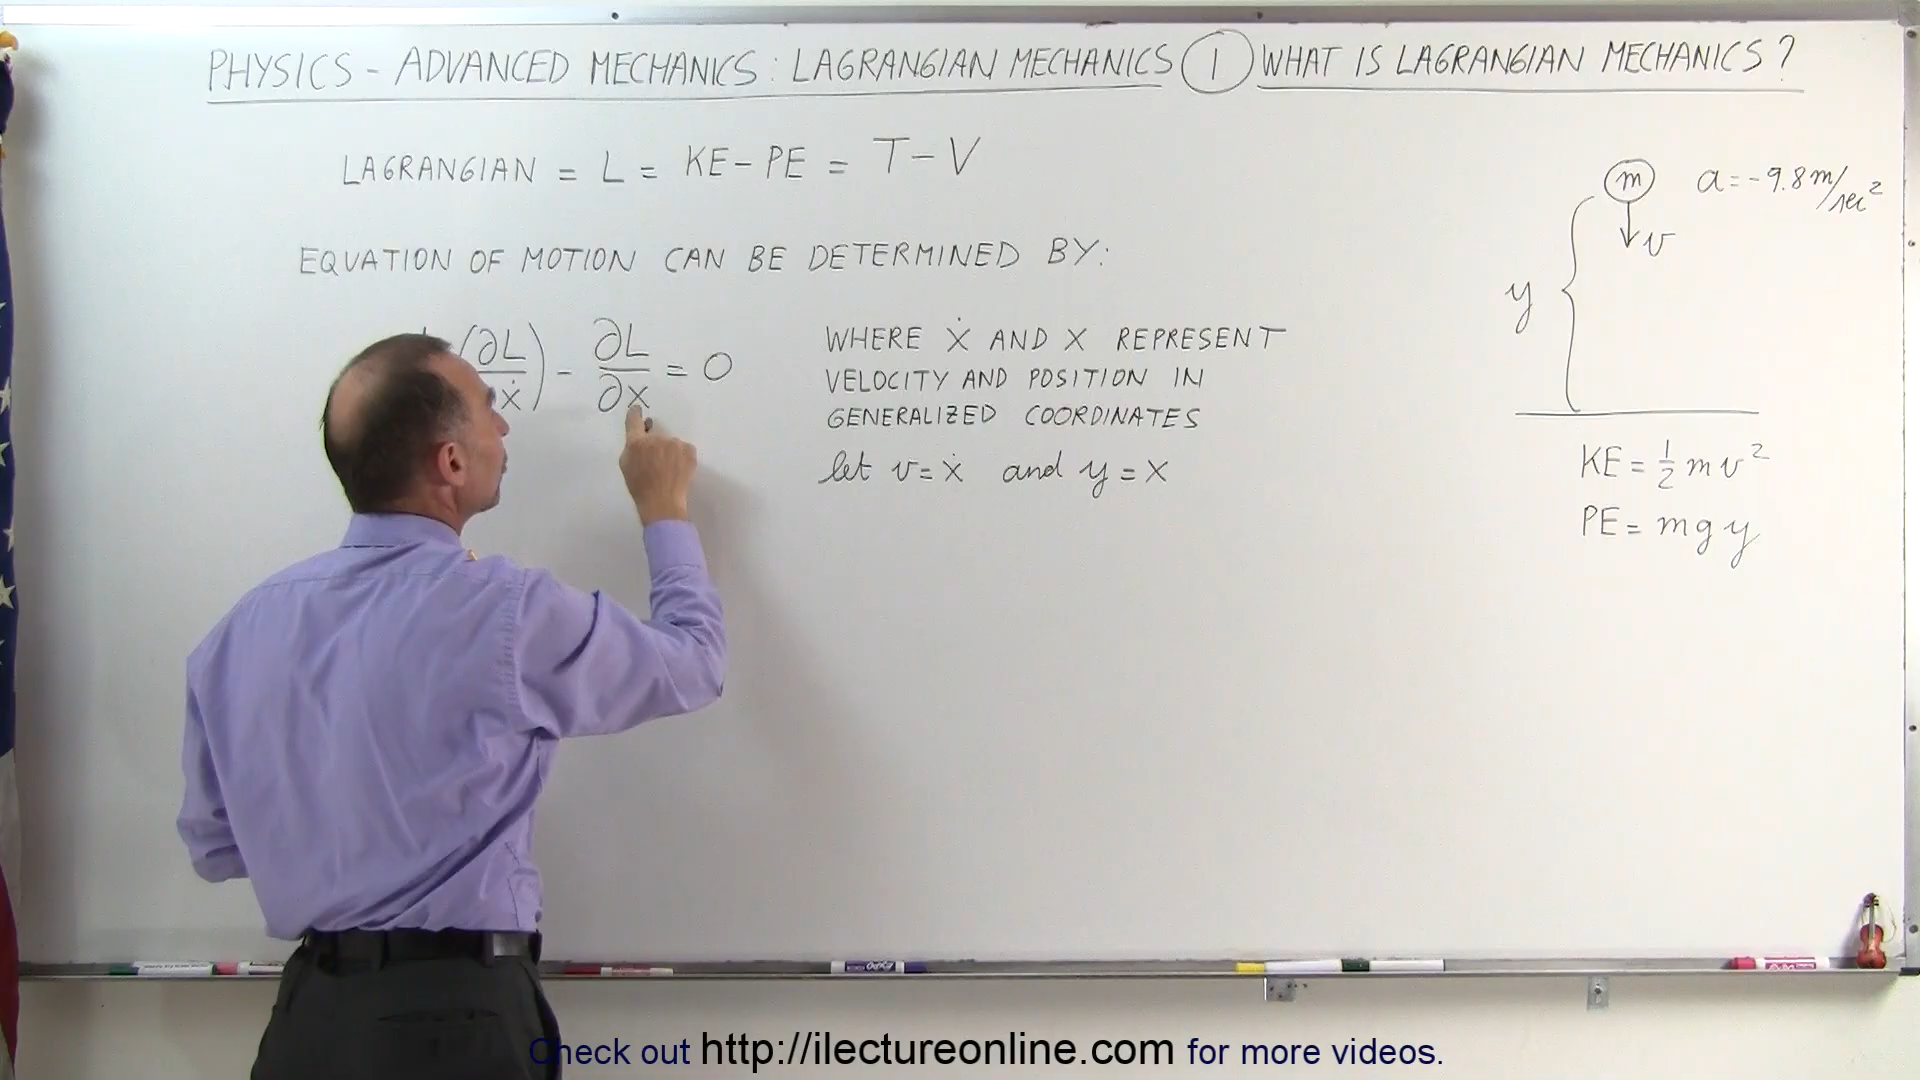 PHYSICS - ADVANCED MECHANICS: LAGRANGIAN MECHANICS 1 WHAT IS LAGRANGIAN MECHANICS?
LAGRANGIAN = L = KE - PE = T - V
EQUATION OF MOTION CAN BE DETERMINED BY:
(∂L/ ẋ) - ∂L/∂x = 0
WHERE ẋ AND X REPRESENT
VELOCITY AND POSITION IN
GENERALIZED COORDINATES
let v = ẋ and y = x
m a = -9.8 m/sec²
v
y
KE = ½ m v²
PE = m g y
EXPO
Check out http://ilectureonline.com for more videos.